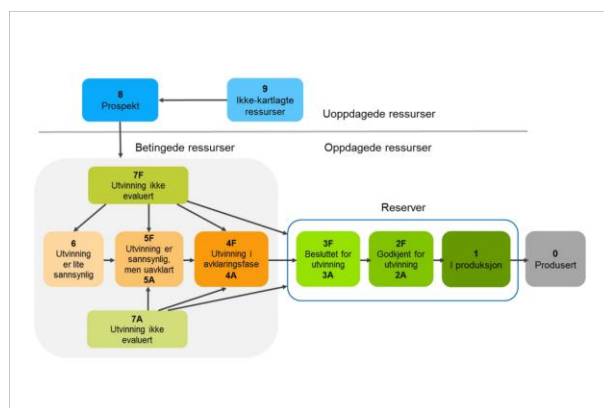 8
Prospekt
9
Ikke-kartlagte
ressurser
Uoppdagede ressurser
Betingede ressurser
Oppdagede ressurser
7F
Utvinning ikke
evaluert
Reserver
6
Utvinning
er lite
sannsynlig
5F
Utvinning er
sannsynlig,
men uavklart
5A
4F
Utvinning i
avklaringsfase
4A
3F
Besluttet for
utvinning
3A
2F
Godkjent for
utvinning
2A
1
I produksjon
0
Produsert
7A
Utvinning ikke
evaluert